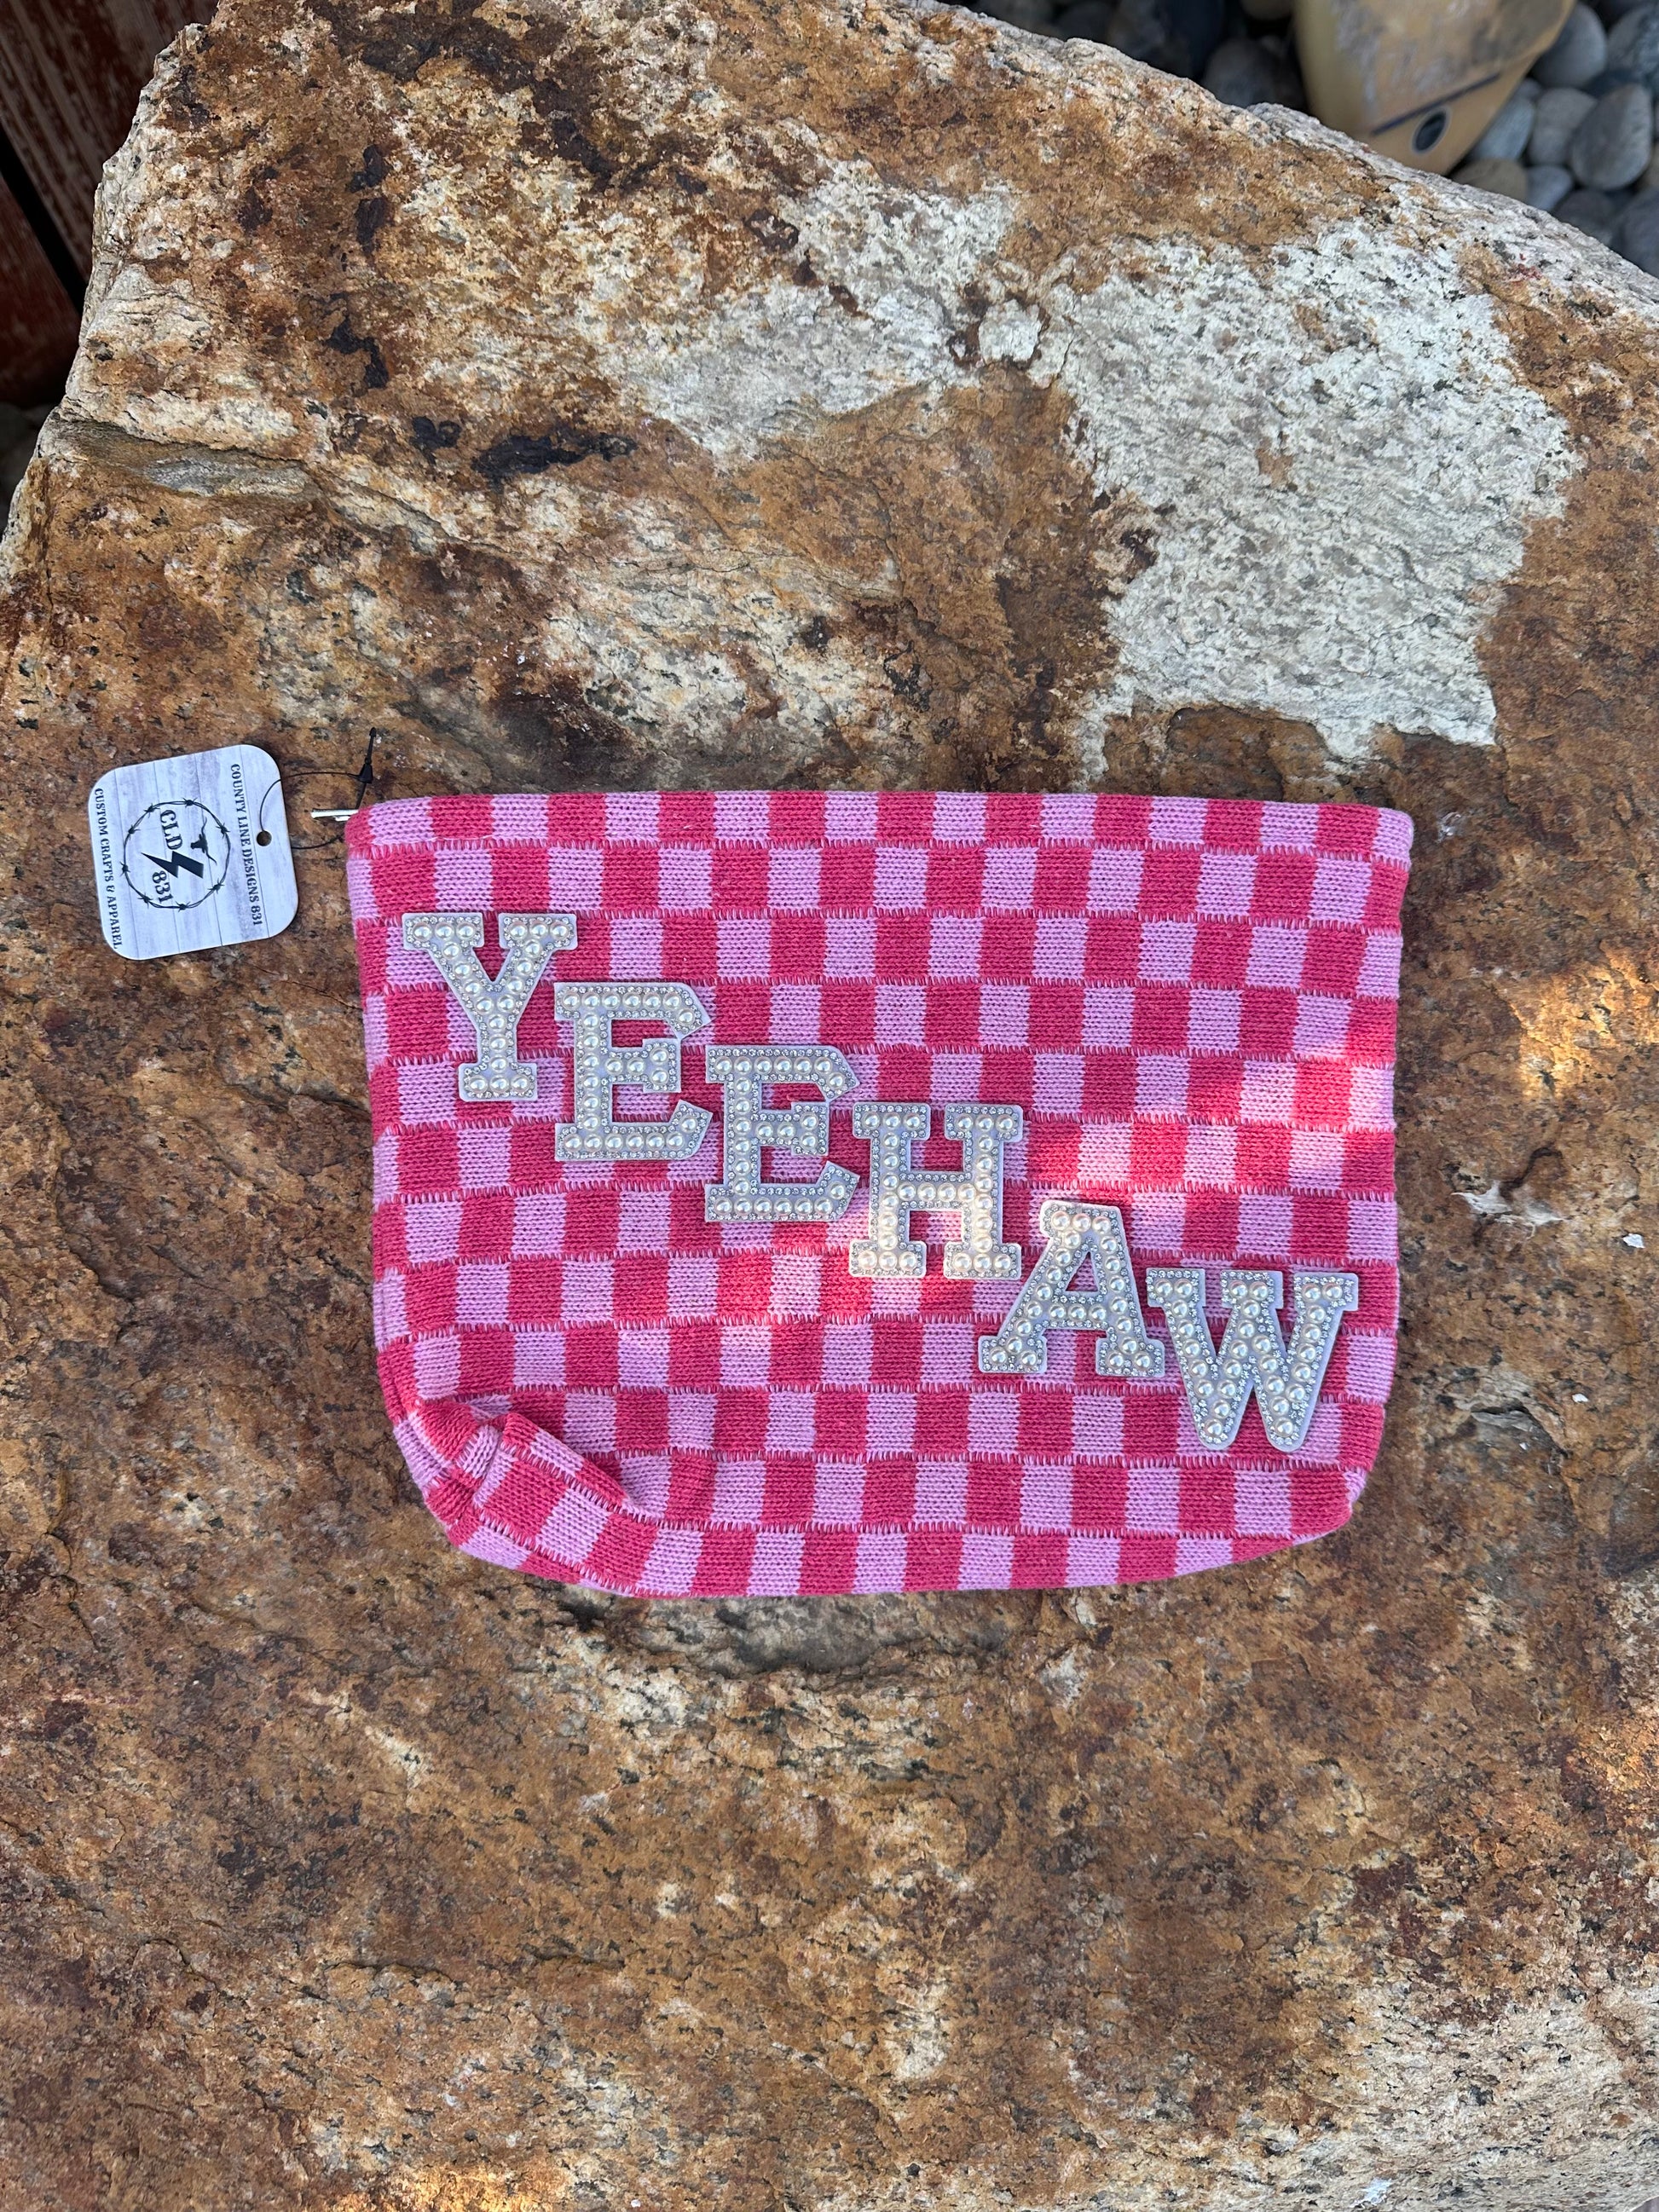 COUNTY LINE DESIGNS 831
CLD
831
CUSTOM CRAFTS & APPAREL
YEEHAW